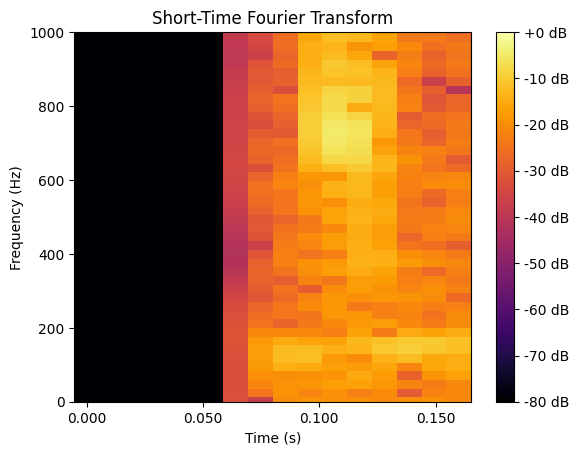 Short-Time Fourier Transform
1000
800
600
400
200
0
Frequency (Hz)
0.000
0.050
0.100
0.150
Time (s)
+0 dB
-10 dB
-20 dB
-30 dB
-40 dB
-50 dB
-60 dB
-70 dB
-80 dB